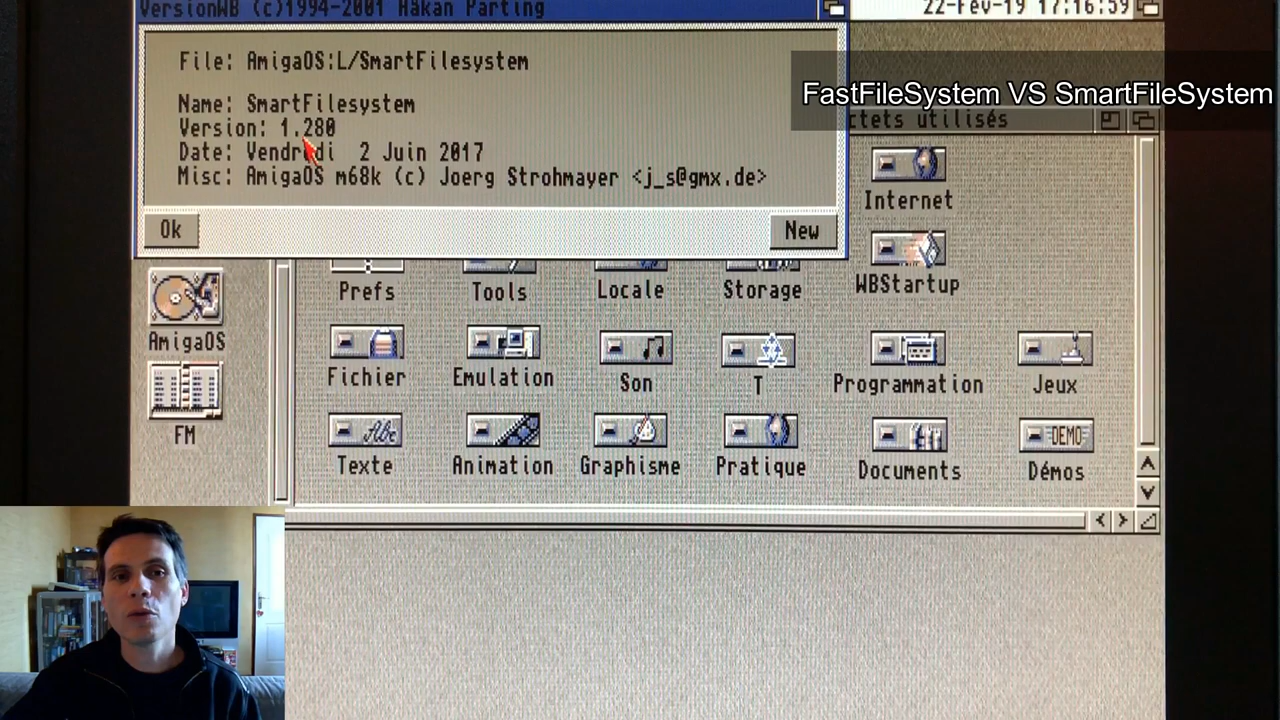 VersionWB (c)1994-2001 Håkan Parting
22-Fév-19 17:16:59
File: AmigaOS:L/SmartFilesystem
Name: SmartFilesystem
Version: 1.280
Date: Vendredi 2 Juin 2017
Misc: AmigaOS m68k (c) Joerg Strohmayer <j_s@gmx.de>
Ok
New
FastFileSystem VS SmartFileSystem
utilisés
Internet
Prefs
Tools
Locale
Storage
WBStartup
AmigaOS
Fichier
Emulation
Son
T
Programmation
Jeux
FM
Abc
DEMO
Texte
Animation
Graphisme
Pratique
Documents
Démos